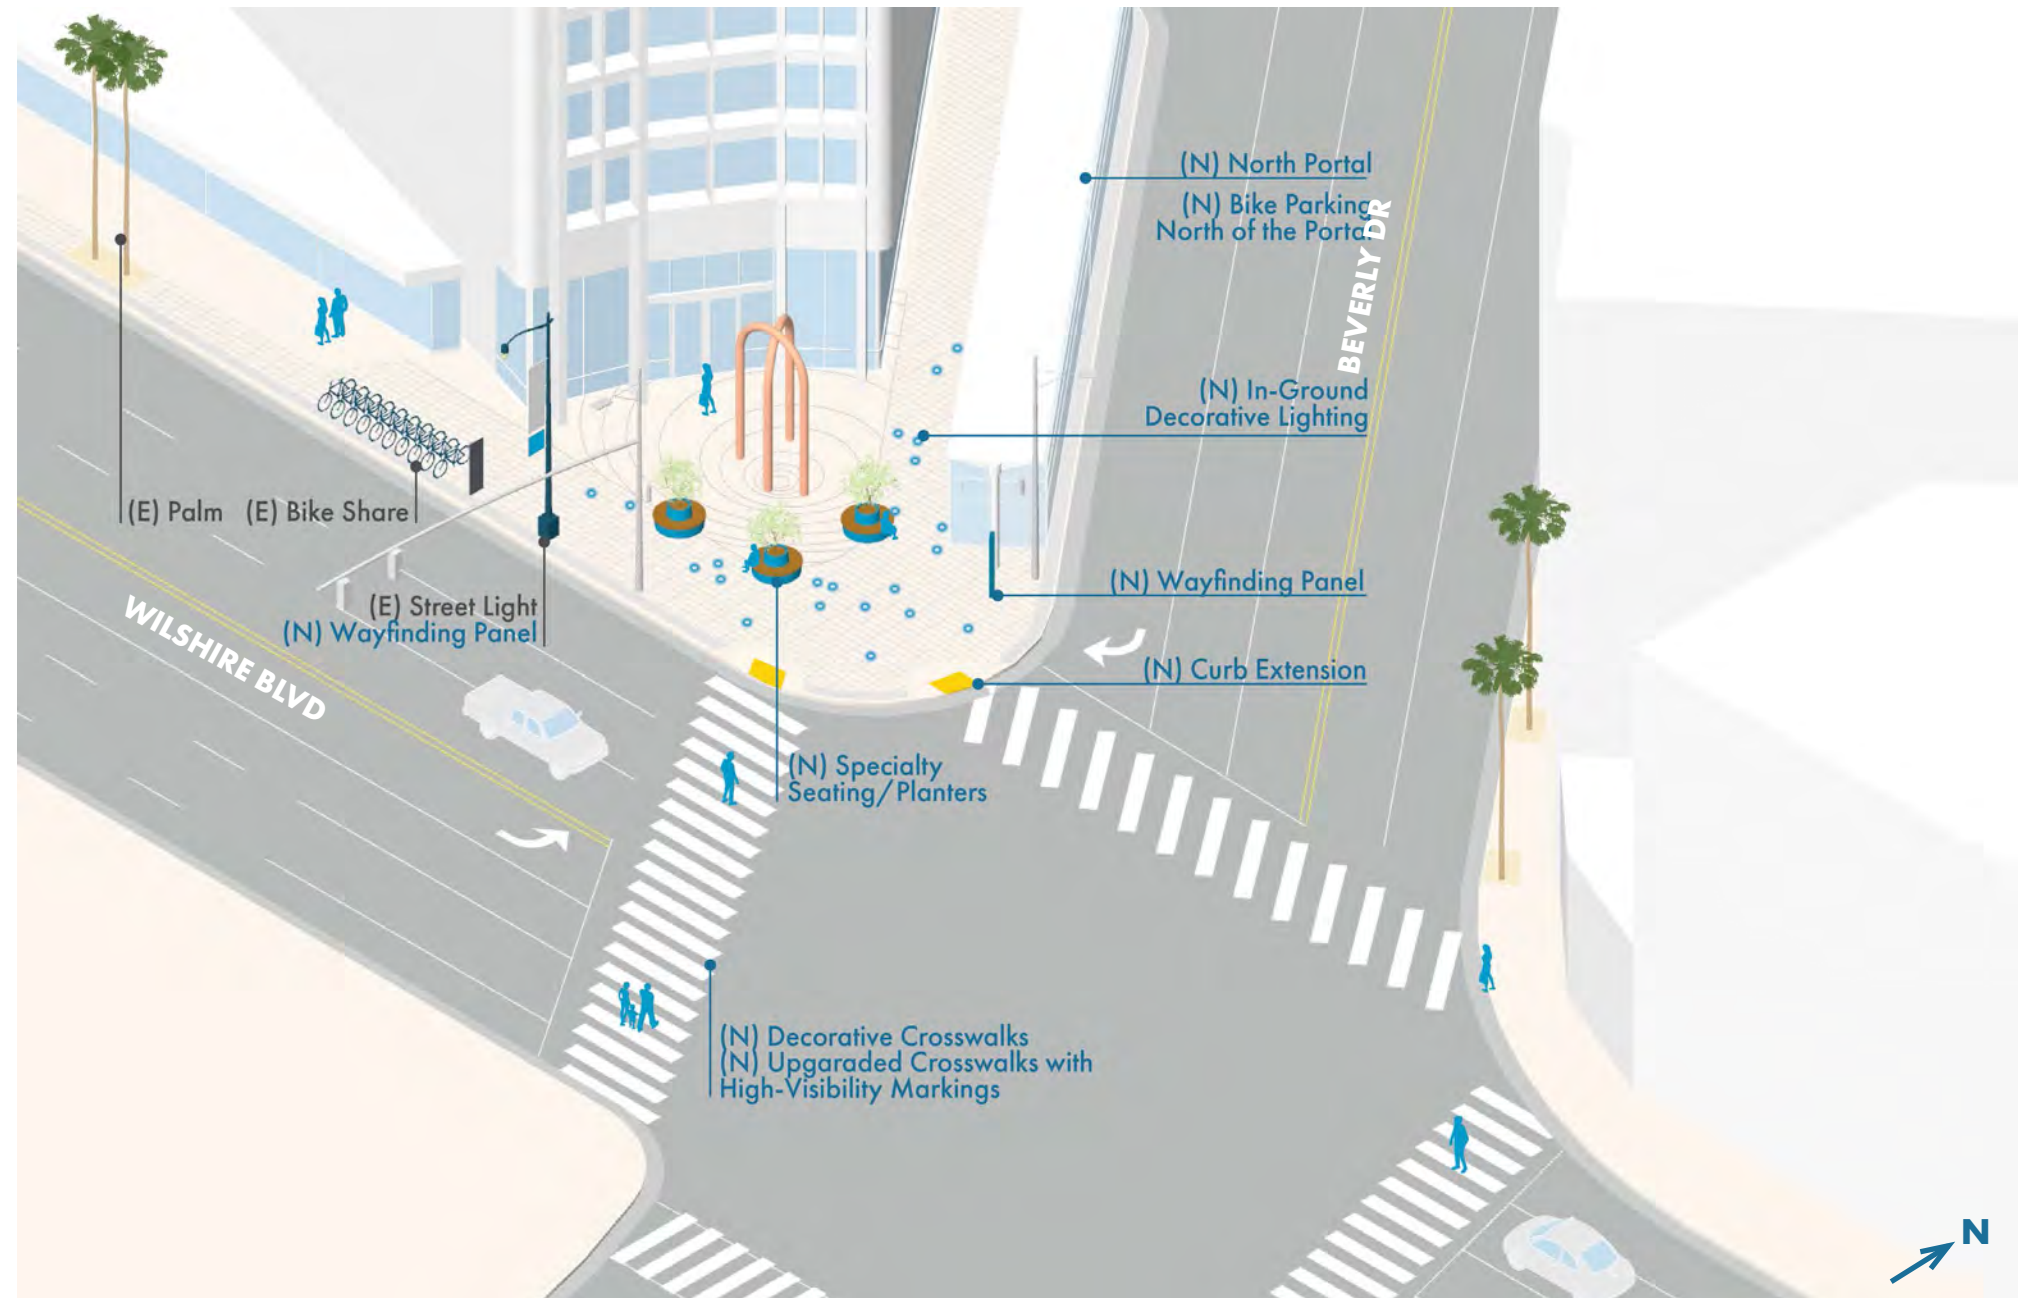 (N) North Portal
(N) Bike Parking
North of the Portal
BEVERLY DR
(N) In-Ground
Decorative Lighting
(E) Palm
(E) Bike Share
(N) Wayfinding Panel
(E) Street Light
(N) Wayfinding Panel
WILSHIRE BLVD
(N) Curb Extension
(N) Specialty
Seating/Planters
(N) Decorative Crosswalks
(N) Upgaraded Crosswalks with
High-Visibility Markings
N